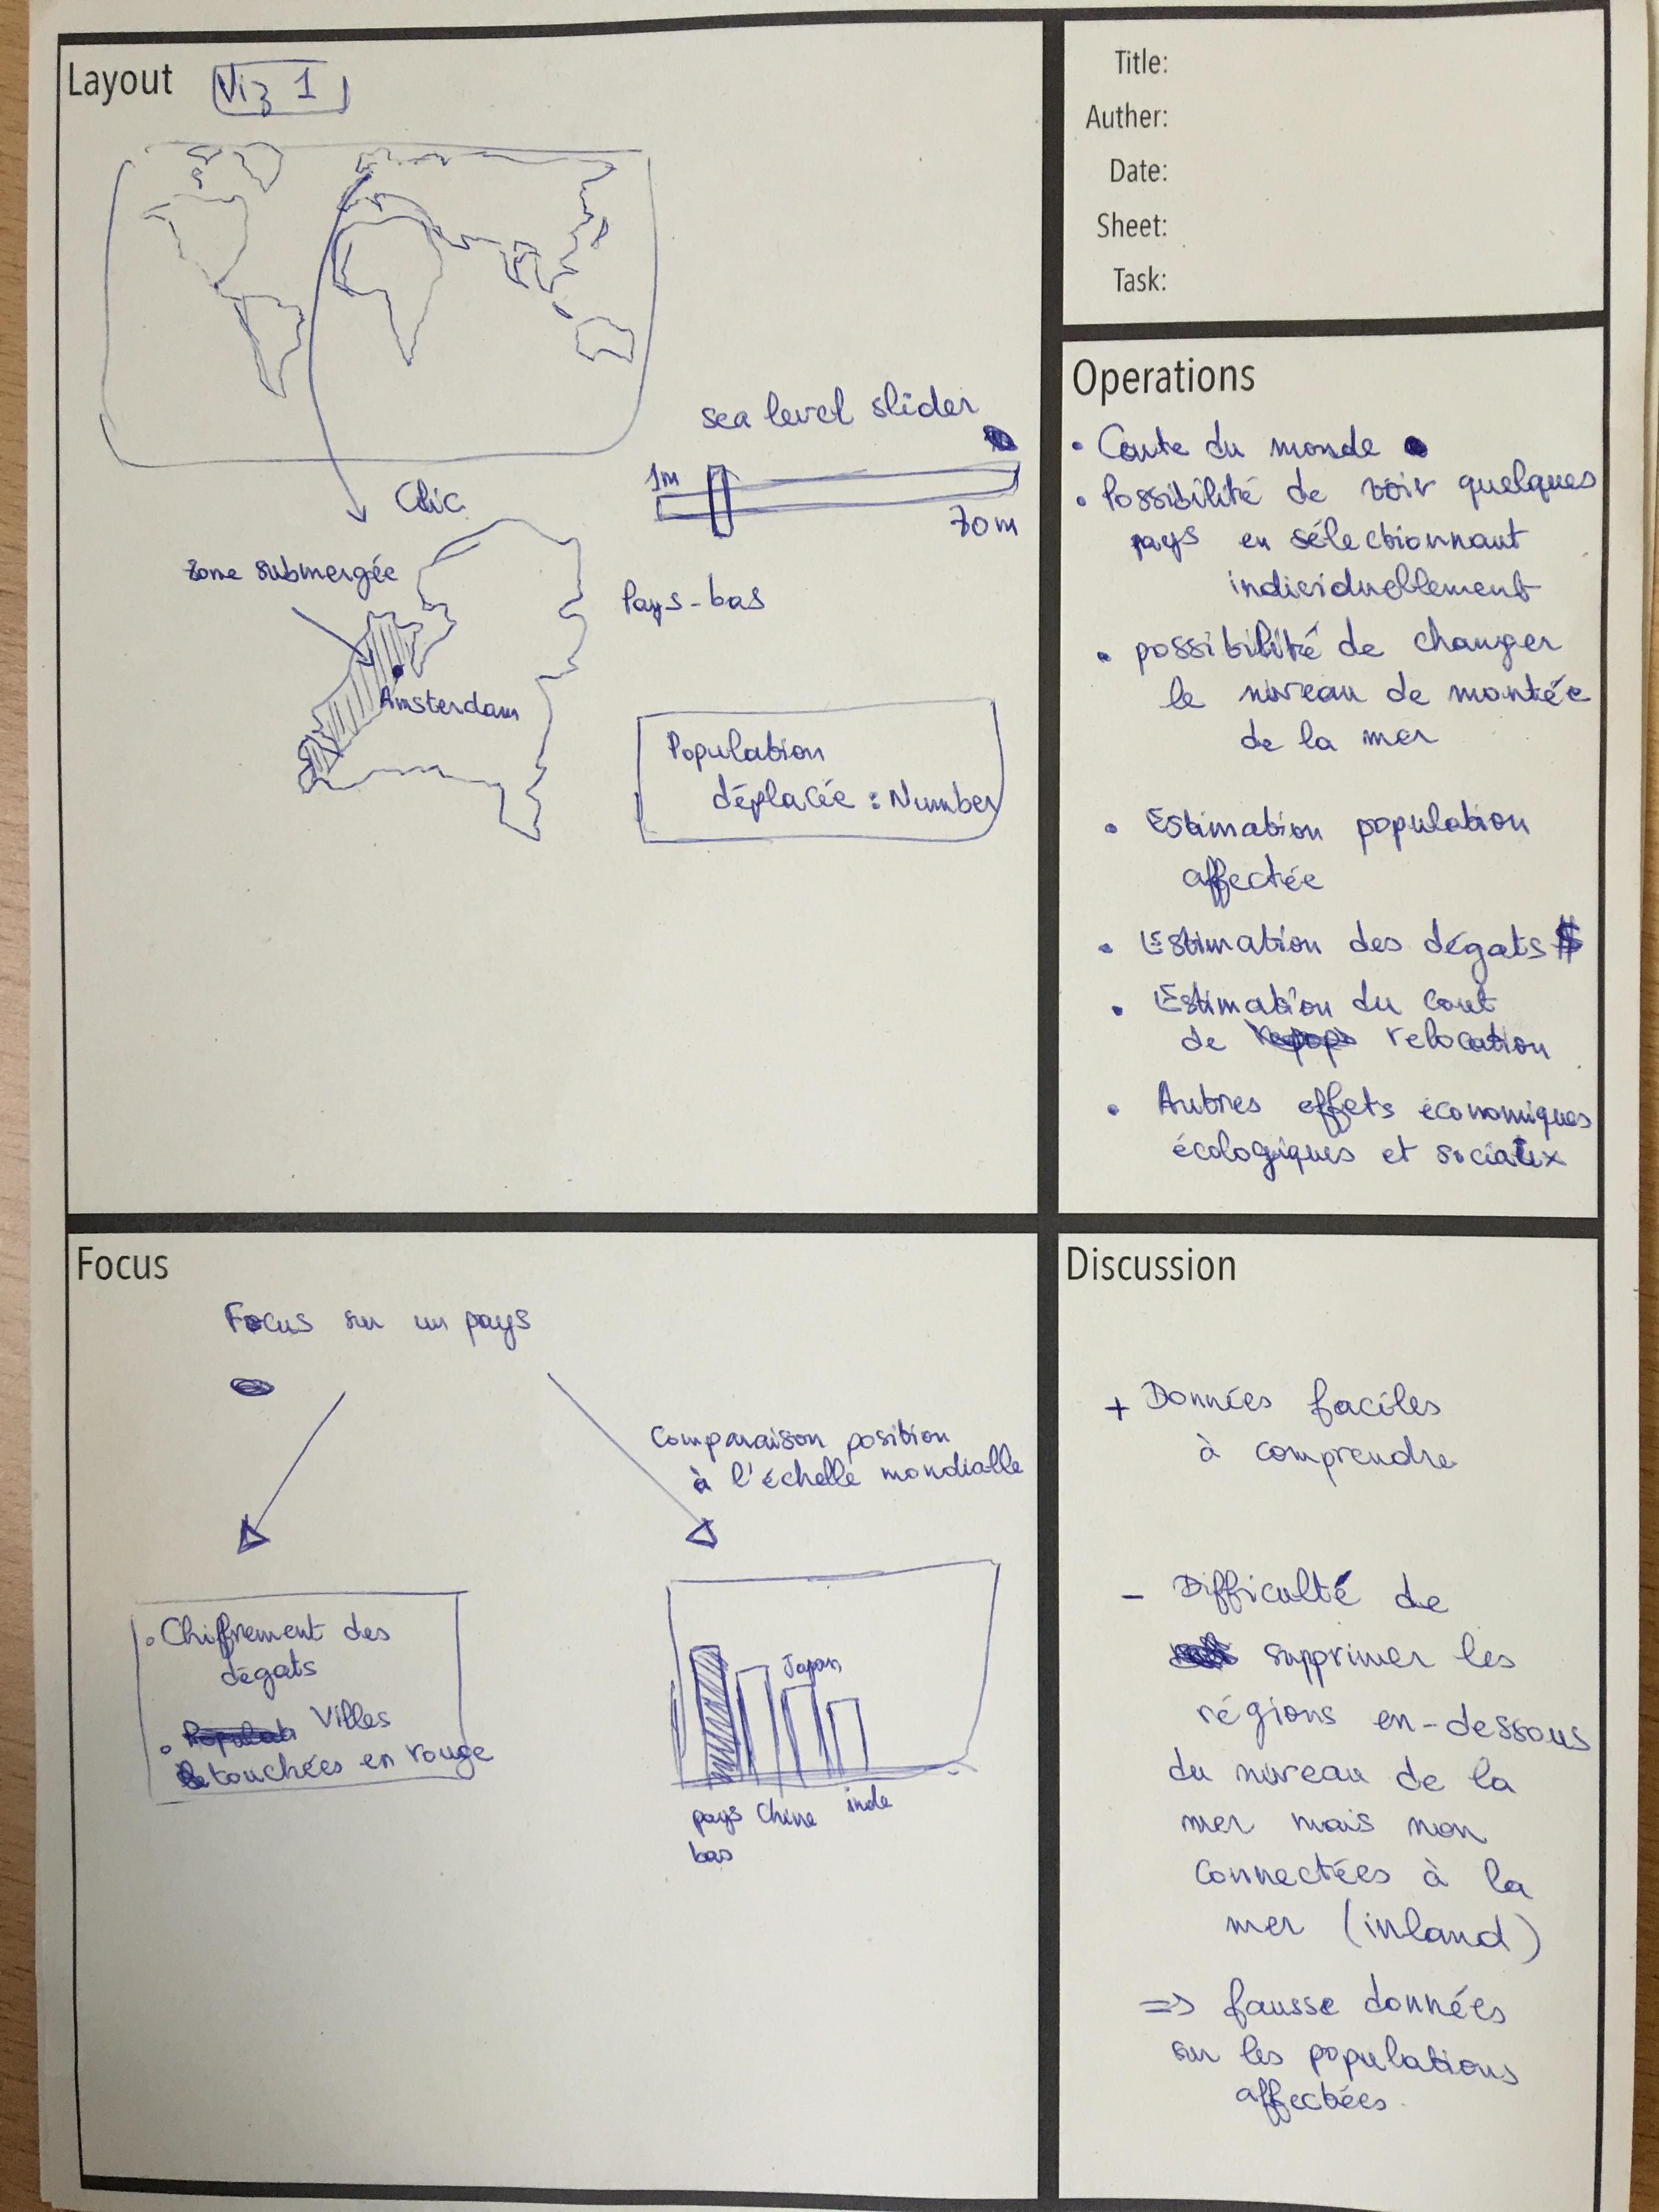 Layout
Viz 1
sea level slider
1m
70m
Clic
zone submergée
Pays-bas
Amsterdam
Population
déplacée : Number
Title:
Auther:
Date:
Sheet:
Task:
Operations
• Carte du monde
• Possibilité de voir quelques
pays en sélectionnant
individuellement
• possibilité de changer
le niveau de montée
de la mer
• Estimation population
affectée
• Estimation des dégats $
• Estimation du cout
de relocation
• Autres effets économiques
écologiques et sociaux
Focus
Focus sur un pays
Comparaison position
à l'échelle mondialle
• Chiffrement des
dégats
• Villes
touchées en rouge
Japan
pays
bas
Chine
inde
Discussion
+ Données faciles
à comprendre
- Difficulté de
supprimer les
régions en-dessous
du niveau de la
mer mais non
connectées à la
mer (inland)
=> fausse données
sur les populations
affectées.